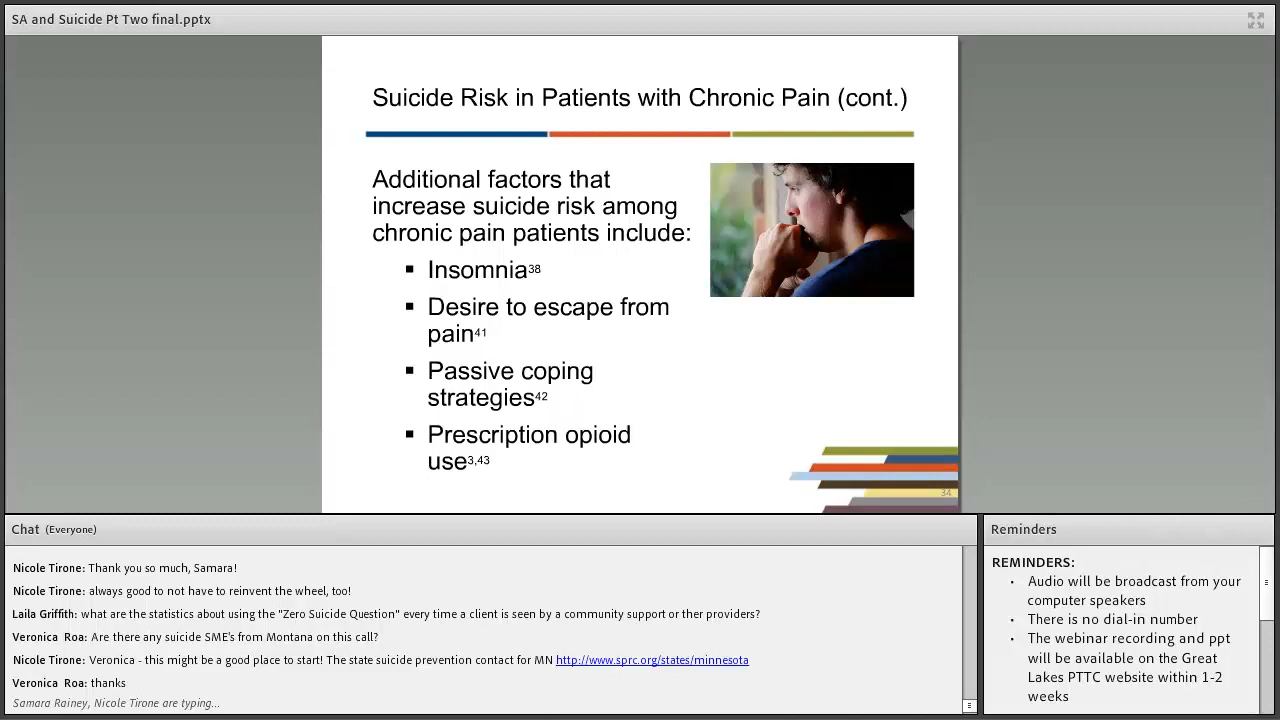 SA and Suicide Pt Two final.pptx
Suicide Risk in Patients with Chronic Pain (cont.)
Additional factors that
increase suicide risk among
chronic pain patients include:
▪ Insomnia38
▪ Desire to escape from
pain41
▪ Passive coping
strategies42
▪ Prescription opioid
use3,43
34
Chat (Everyone)
Nicole Tirone: Thank you so much, Samara!
Nicole Tirone: always good to not have to reinvent the wheel, too!
Laila Griffith: what are the statistics about using the "Zero Suicide Question" every time a client is seen by a community support or ther providers?
Veronica Roa: Are there any suicide SME's from Montana on this call?
Nicole Tirone: Veronica - this might be a good place to start! The state suicide prevention contact for MN http://www.sprc.org/states/minnesota
Veronica Roa: thanks
Samara Rainey, Nicole Tirone are typing...
Reminders
REMINDERS:
• Audio will be broadcast from your
computer speakers
• There is no dial-in number
• The webinar recording and ppt
will be available on the Great
Lakes PTTC website within 1-2
weeks